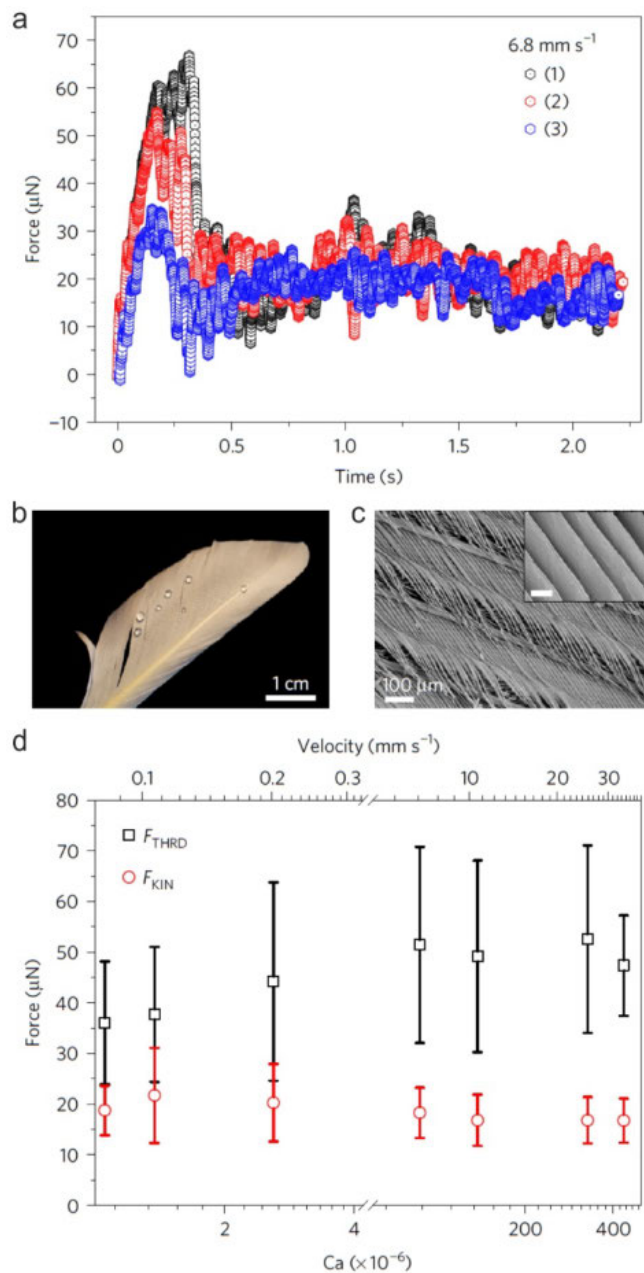 a
70
60
50
40
30
20
10
0
−10
Force (μN)
6.8 mm s⁻¹
(1)
(2)
(3)
0
0.5
1.0
1.5
2.0
Time (s)
b
1 cm
c
100 μm
d
Velocity (mm s⁻¹)
0.1
0.2
0.3
10
20
30
80
70
60
50
40
30
20
10
0
Force (μN)
F_THRD
F_KIN
2
4
200
400
Ca (×10⁻⁶)